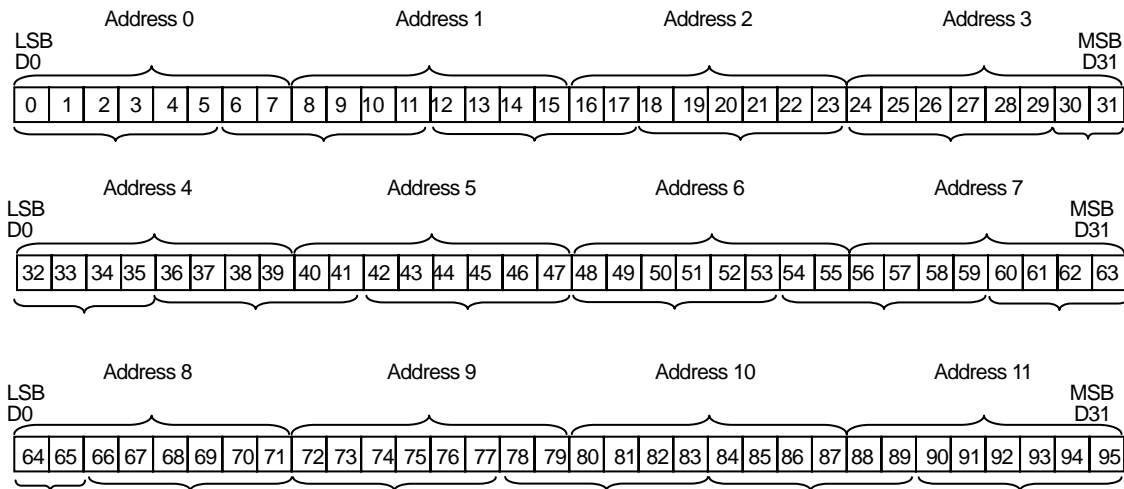 Address 0 Address 1 Address 2 Address 3
LSB MSB
D0 D31
0 1 2 3 4 5 6 7 8 9 10 11 12 13 14 15 16 17 18 19 20 21 22 23 24 25 26 27 28 29 30 31
Address 4 Address 5 Address 6 Address 7
LSB MSB
D0 D31
32 33 34 35 36 37 38 39 40 41 42 43 44 45 46 47 48 49 50 51 52 53 54 55 56 57 58 59 60 61 62 63
Address 8 Address 9 Address 10 Address 11
LSB MSB
D0 D31
64 65 66 67 68 69 70 71 72 73 74 75 76 77 78 79 80 81 82 83 84 85 86 87 88 89 90 91 92 93 94 95